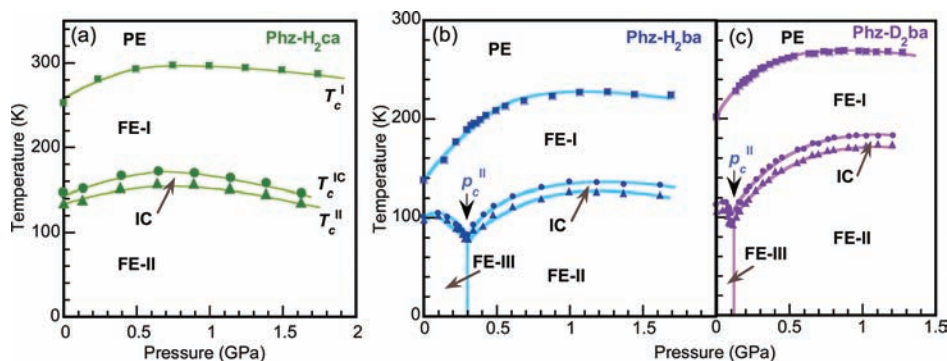 (a)
PE
Phz-H₂ca
Temperature (K)
300
200
100
0
T_c^I
FE-I
T_c^IC
IC
T_c^II
FE-II
0
0.5
1
1.5
2
Pressure (GPa)
(b)
PE
Phz-H₂ba
Temperature (K)
300
200
100
0
FE-I
p_c^II
IC
FE-III
FE-II
0
0.5
1
1.5
Pressure (GPa)
(c)
PE
Phz-D₂ba
FE-I
p_c^II
IC
FE-II
FE-III
0
0.5
1
1.5
Pressure (GPa)